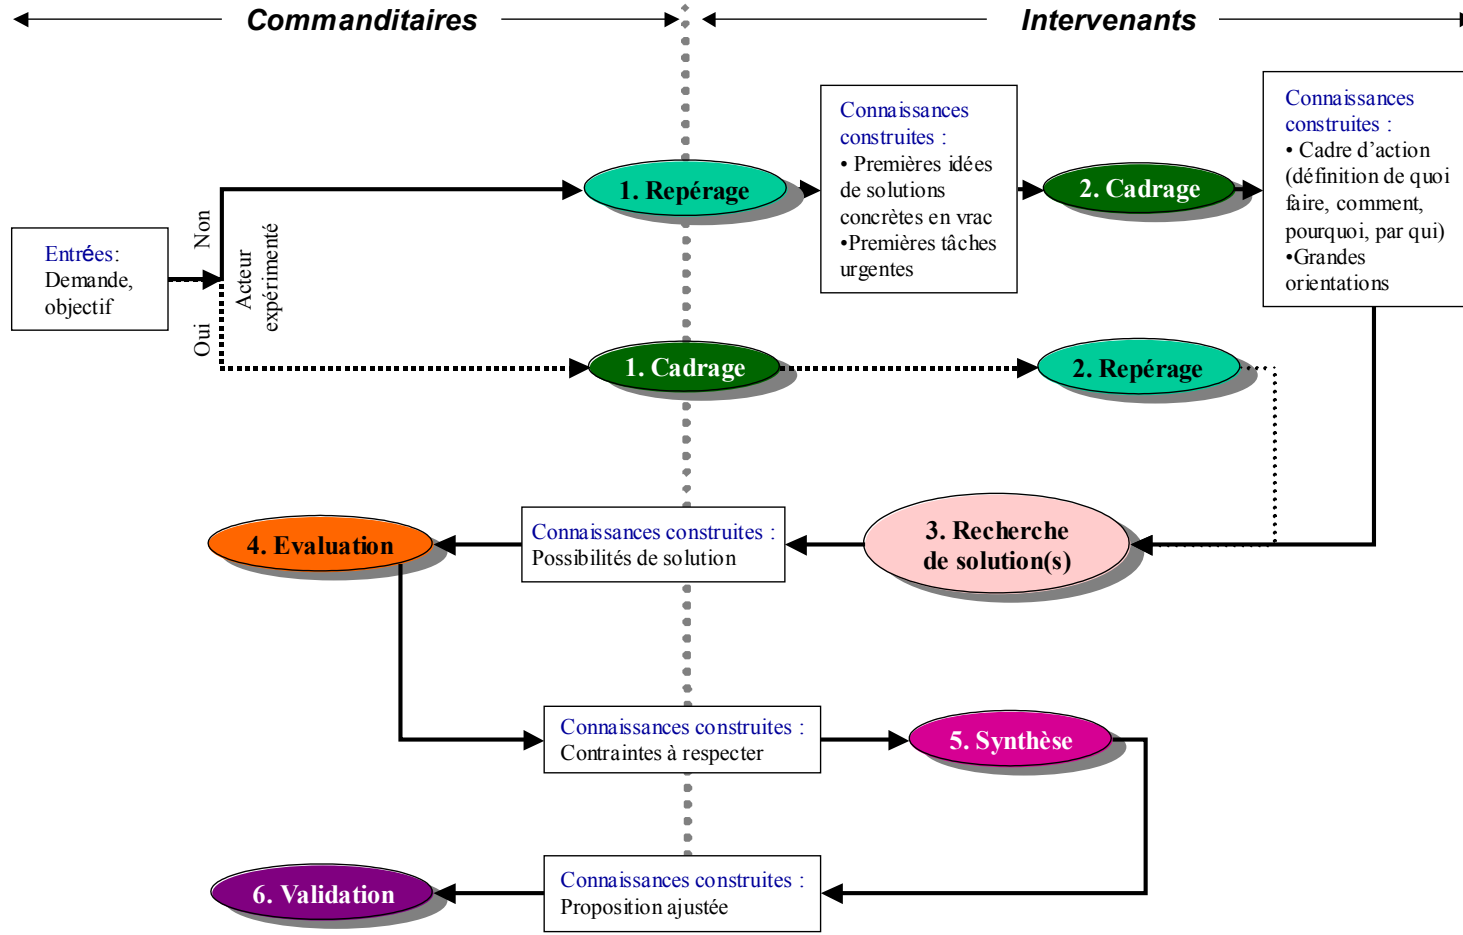 Commanditaires
Intervenants
Connaissances
construites :
• Premières idées
de solutions
concrètes en vrac
•Premières tâches
urgentes
Connaissances
construites :
• Cadre d'action
(définition de quoi
faire, comment,
pourquoi, par qui)
•Grandes
orientations
1. Repérage
2. Cadrage
Entrées:
Demande,
objectif
Non
Oui
Acteur
expérimenté
1. Cadrage
2. Repérage
4. Evaluation
Connaissances construites :
Possibilités de solution
3. Recherche
de solution(s)
Connaissances construites :
Contraintes à respecter
5. Synthèse
6. Validation
Connaissances construites :
Proposition ajustée